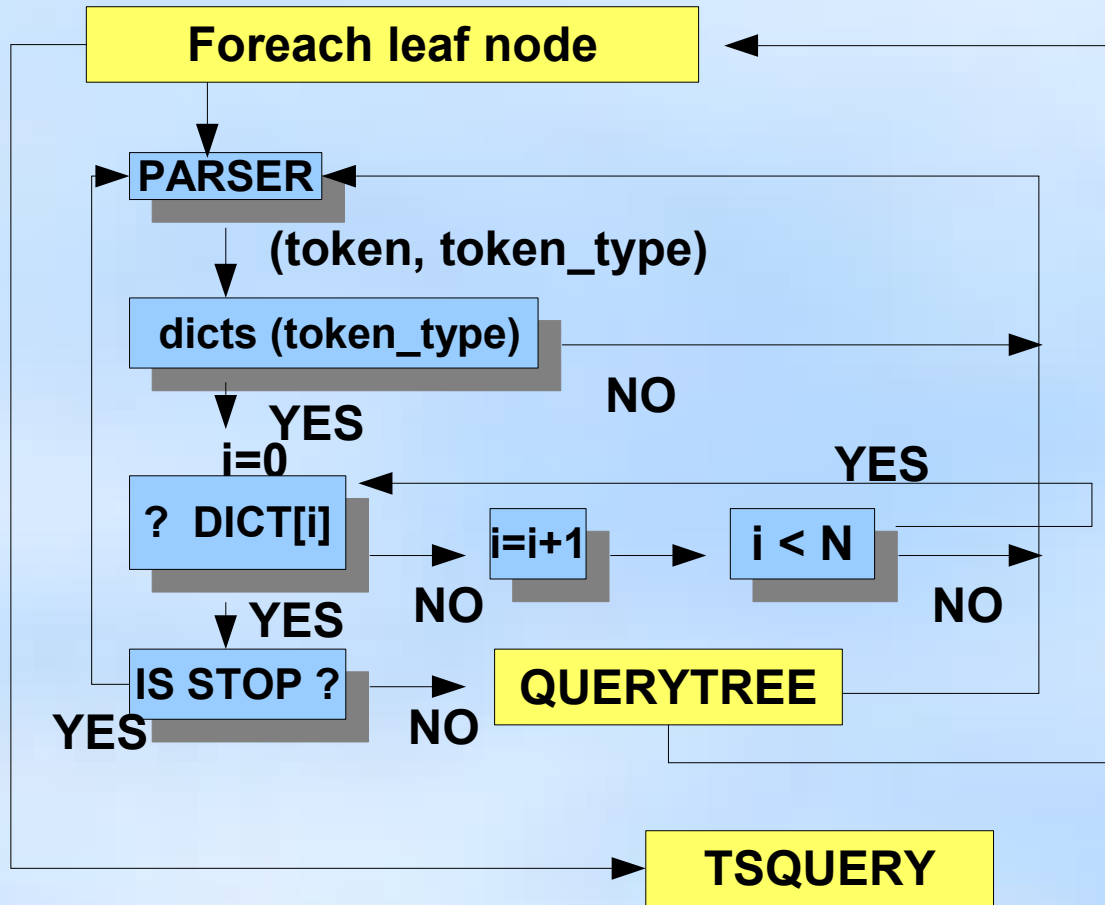 Foreach leaf node
PARSER
(token, token_type)
dicts (token_type)
NO
YES
i=0
YES
? DICT[i]
i=i+1
i < N
NO
NO
YES
IS STOP ?
QUERYTREE
YES
NO
TSQUERY